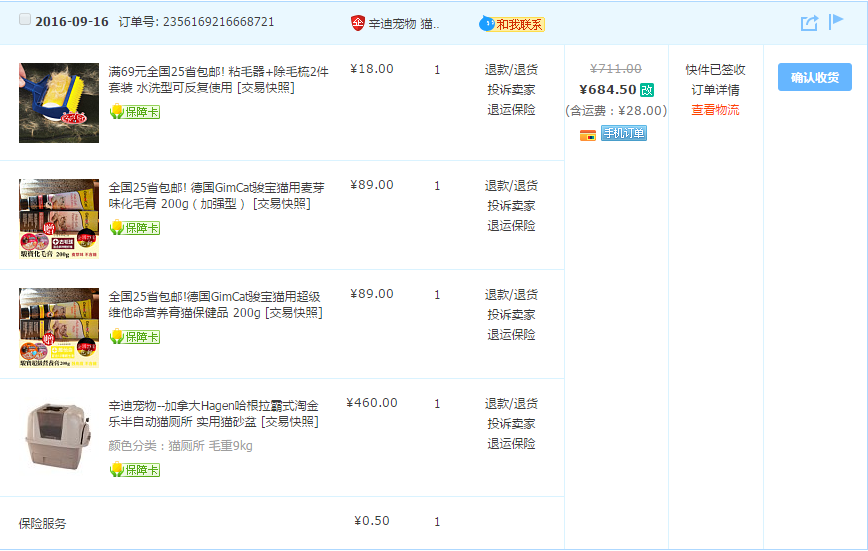 2016-09-16 订单号: 2356169216668721 辛迪宠物 猫.. 和我联系
满69元全国25省包邮! 粘毛器+除毛梳2件
套装 水洗型可反复使用 [交易快照]
保障卡
¥18.00
1
退款/退货
投诉卖家
退运保险
¥711.00
¥684.50 改
(含运费：¥28.00)
手机订单
快件已签收
订单详情
查看物流
确认收货
全国25省包邮! 德国GimCat骏宝猫用麦芽
味化毛膏 200g（加强型） [交易快照]
保障卡
¥89.00
1
退款/退货
投诉卖家
退运保险
全国25省包邮!德国GimCat骏宝猫用超级
维他命营养膏猫保健品 200g [交易快照]
保障卡
¥89.00
1
退款/退货
投诉卖家
退运保险
辛迪宠物--加拿大Hagen哈根拉霸式淘金
乐半自动猫厕所 实用猫砂盆 [交易快照]
颜色分类：猫厕所 毛重9kg
保障卡
¥460.00
1
退款/退货
投诉卖家
退运保险
保险服务
¥0.50
1